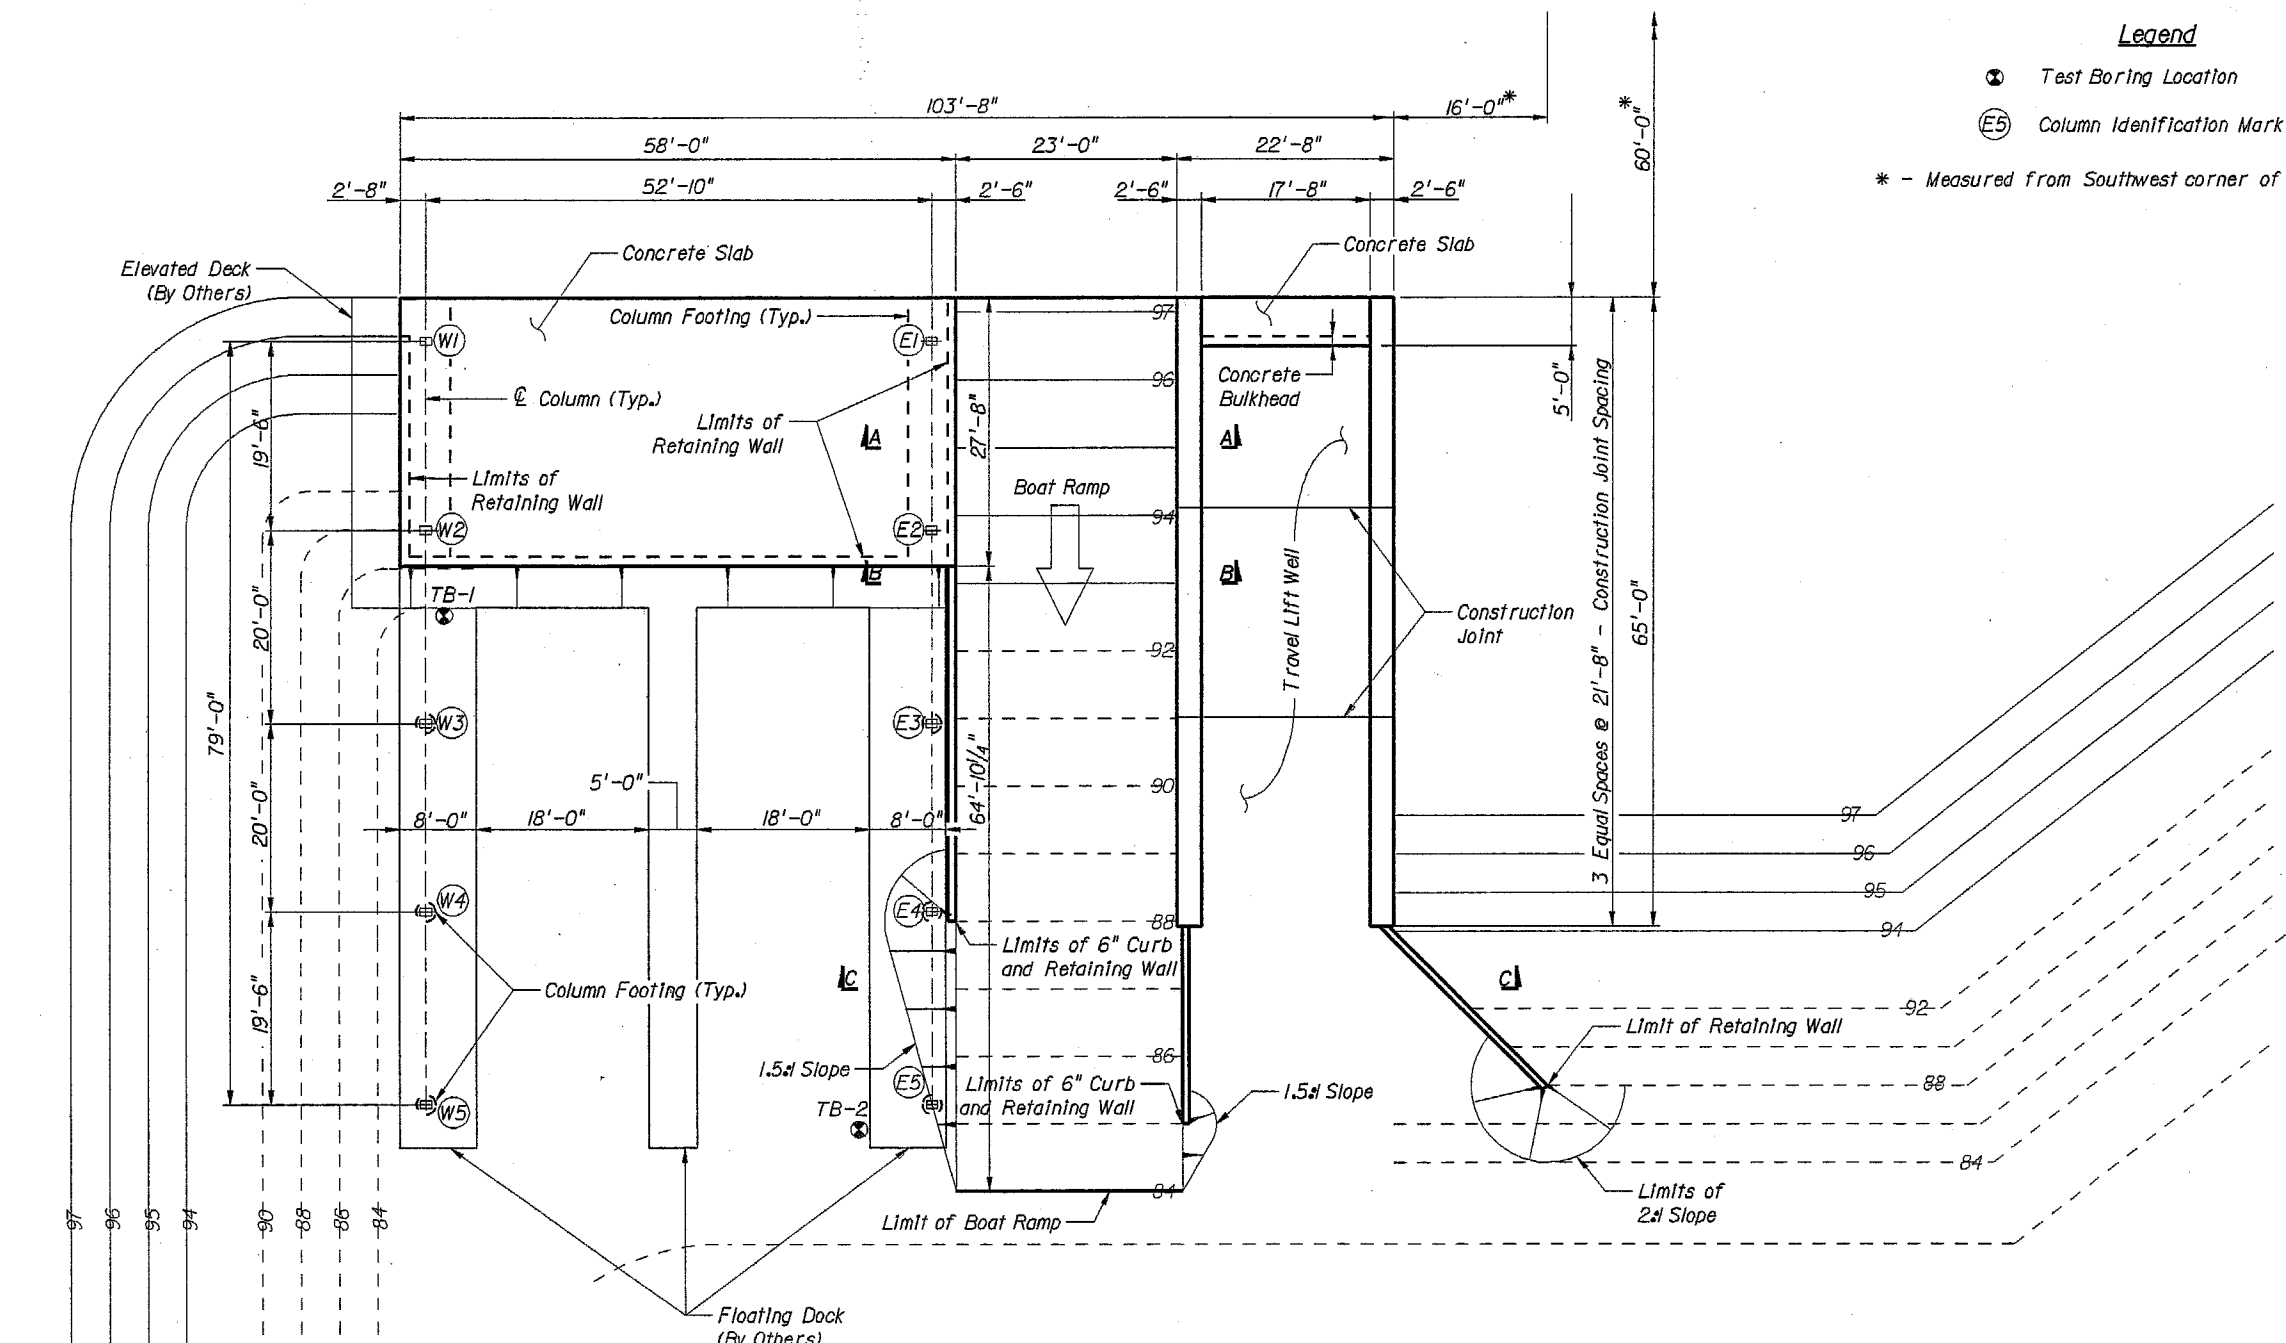 Legend
Test Boring Location
E5 Column Idenification Mark
* - Measured from Southwest corner of
103'-8"
16'-0"*
60'-0"*
58'-0"
23'-0"
22'-8"
2'-8"
52'-10"
2'-6"
2'-6"
17'-8"
2'-6"
Concrete Slab
Concrete Slab
Elevated Deck
(By Others)
Column Footing (Typ.)
W1
E1
97
℄ Column (Typ.)
96
Concrete
Bulkhead
5'-0"
Limits of
Retaining Wall
A
A
27'-8"
19'-6"
Limits of
Retaining Wall
Boat Ramp
W2
E2
94
B
B
TB-1
Travel Lift Well
Construction
Joint
3 Equal Spaces @ 21'-8" - Construction Joint Spacing
65'-0"
20'-0"
92
79'-0"
W3
E3
64'-10 1/4"
5'-0"
90
20'-0"
8'-0"
18'-0"
18'-0"
8'-0"
97
96
95
94
W4
E4
88
Limits of 6" Curb
and Retaining Wall
C
C
Column Footing (Typ.)
19'-6"
92
Limit of Retaining Wall
1.5:1 Slope
86
E5
Limits of 6" Curb
and Retaining Wall
1.5:1 Slope
88
W5
TB-2
84
84
Limits of
2:1 Slope
Limit of Boat Ramp
97
96
95
94
90
88
86
84
Floating Dock
(By Others)